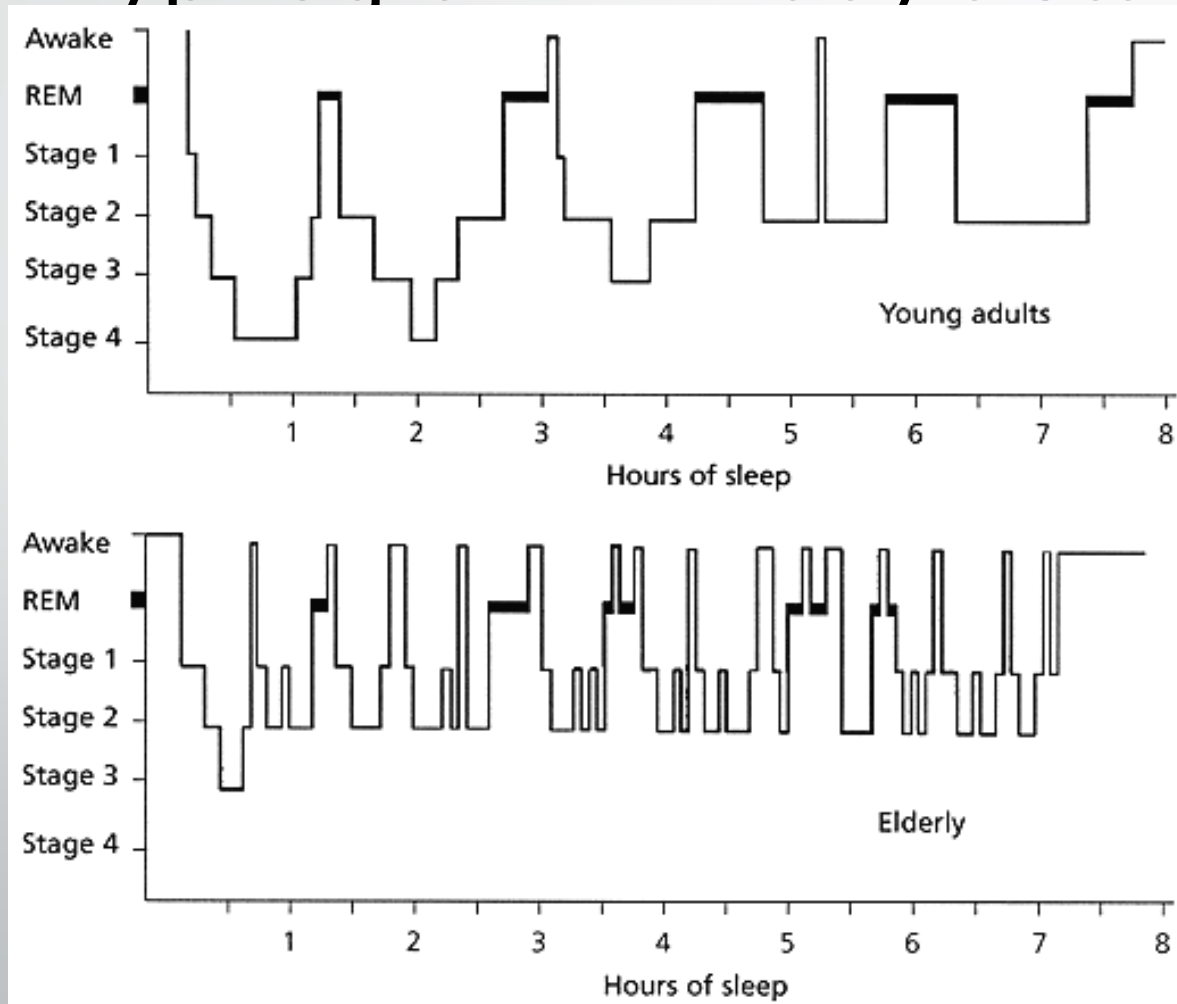 Awake
REM
Stage 1
Stage 2
Stage 3
Stage 4
Young adults
1 2 3 4 5 6 7 8
Hours of sleep
Awake
REM
Stage 1
Stage 2
Stage 3
Stage 4
Elderly
1 2 3 4 5 6 7 8
Hours of sleep